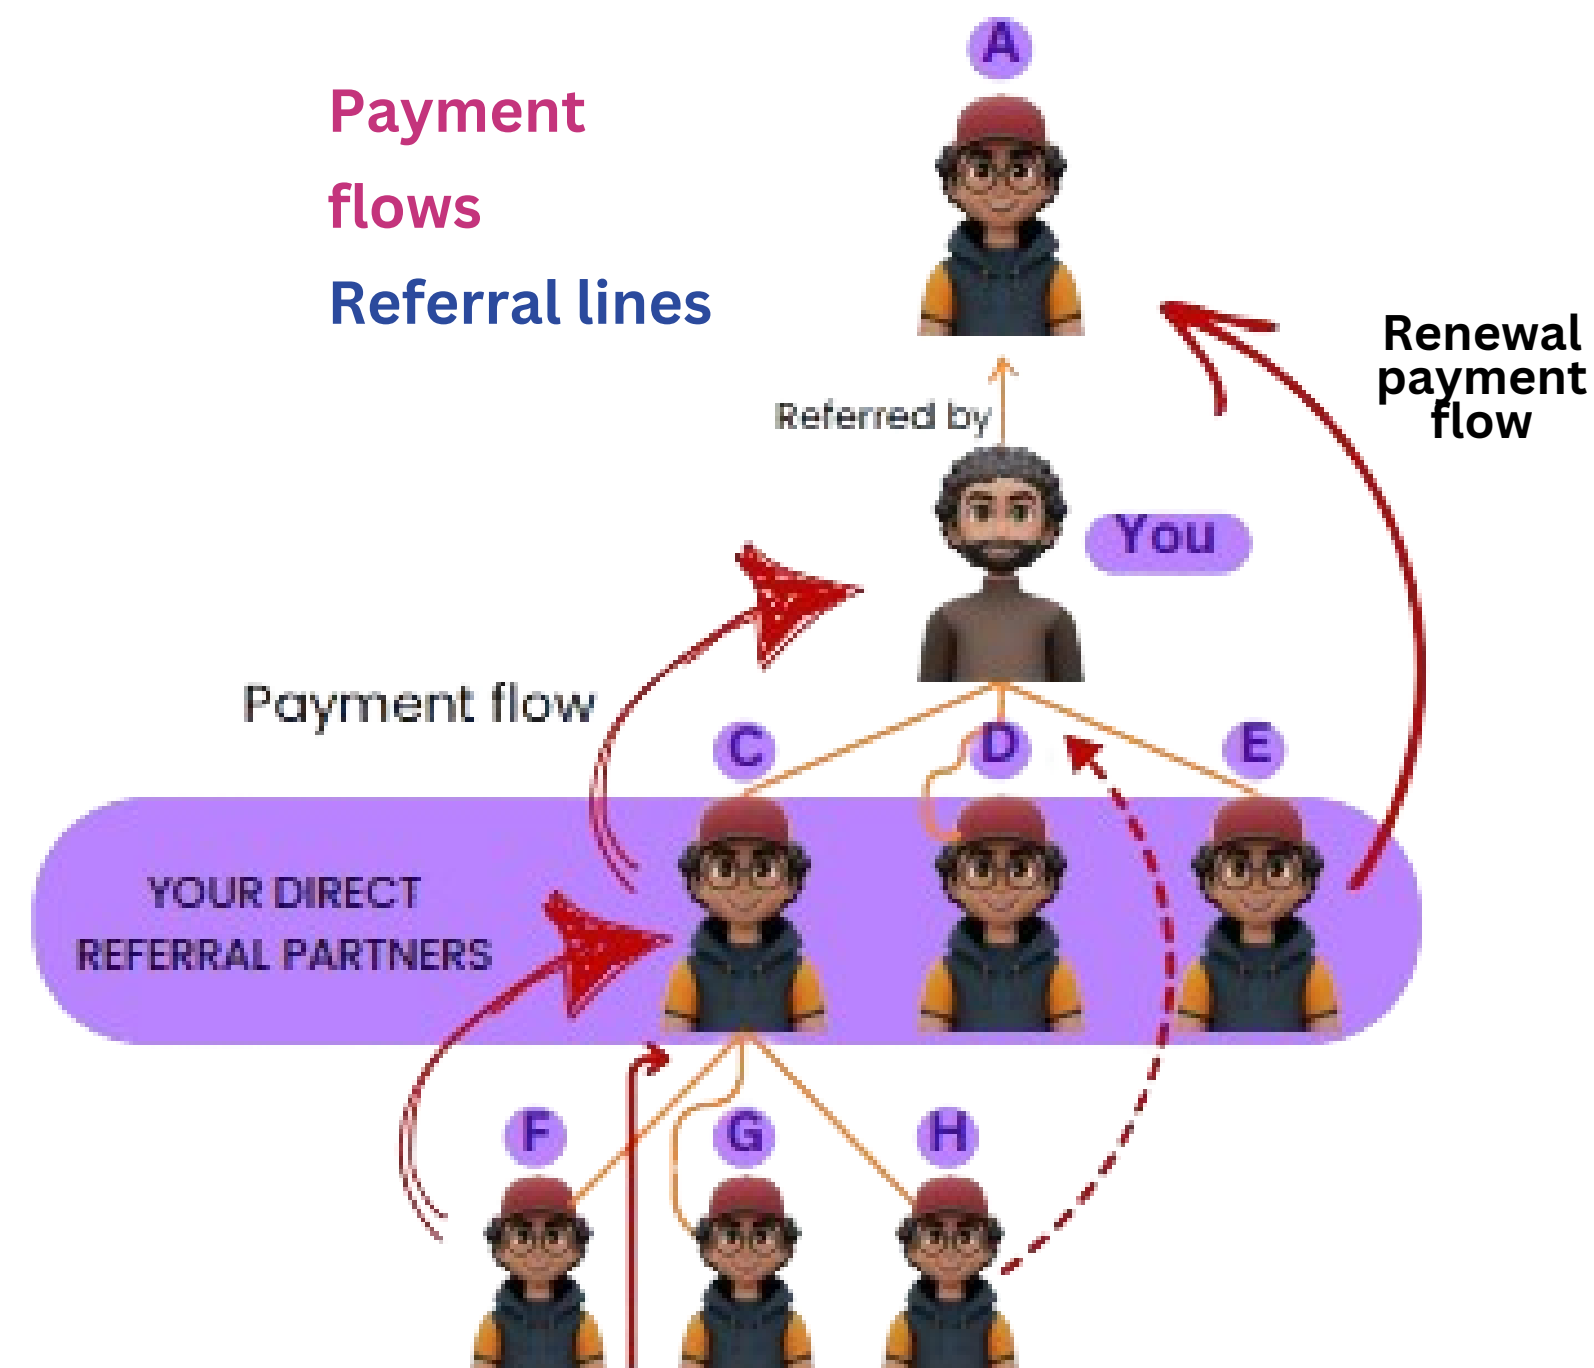 A
Payment
flows
Referral lines
Renewal
payment
flow
Referred by
You
Payment flow
C
D
E
YOUR DIRECT
REFERRAL PARTNERS
F
G
H